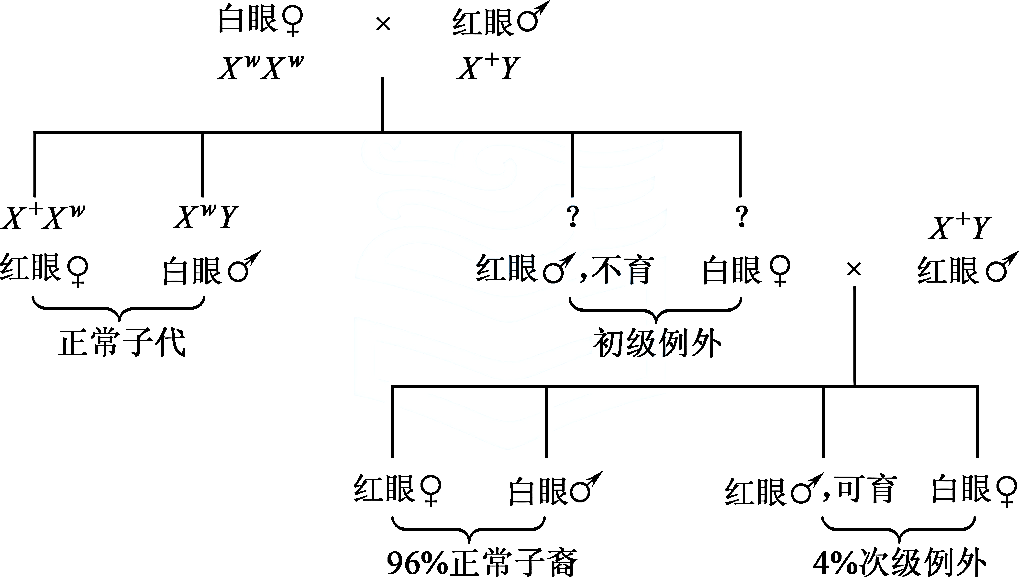 白眼♀ × 红眼♂
XʷXʷ X⁺Y
X⁺Xʷ XʷY ? ? X⁺Y
红眼♀ 白眼♂ 红眼♂,不育 白眼♀ × 红眼♂
正常子代 初级例外
红眼♀ 白眼♂ 红眼♂,可育 白眼♀
96%正常子裔 4%次级例外